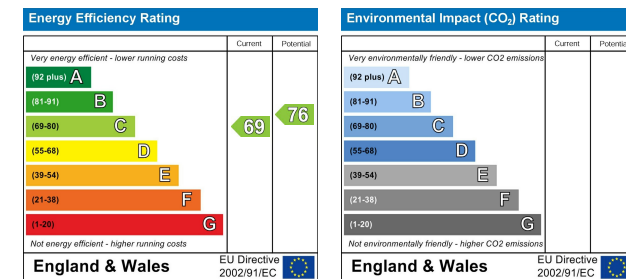 Energy Efficiency Rating
Current Potential
Very energy efficient - lower running costs
(92 plus) A
(81-91) B
(69-80) C
(55-68) D
(39-54) E
(21-38) F
(1-20) G
69
76
Not energy efficient - higher running costs
England & Wales
EU Directive
2002/91/EC
Environmental Impact (CO₂) Rating
Current Potential
Very environmentally friendly - lower CO2 emissions
(92 plus) A
(81-91) B
(69-80) C
(55-68) D
(39-54) E
(21-38) F
(1-20) G
Not environmentally friendly - higher CO2 emissions
England & Wales
EU Directive
2002/91/EC